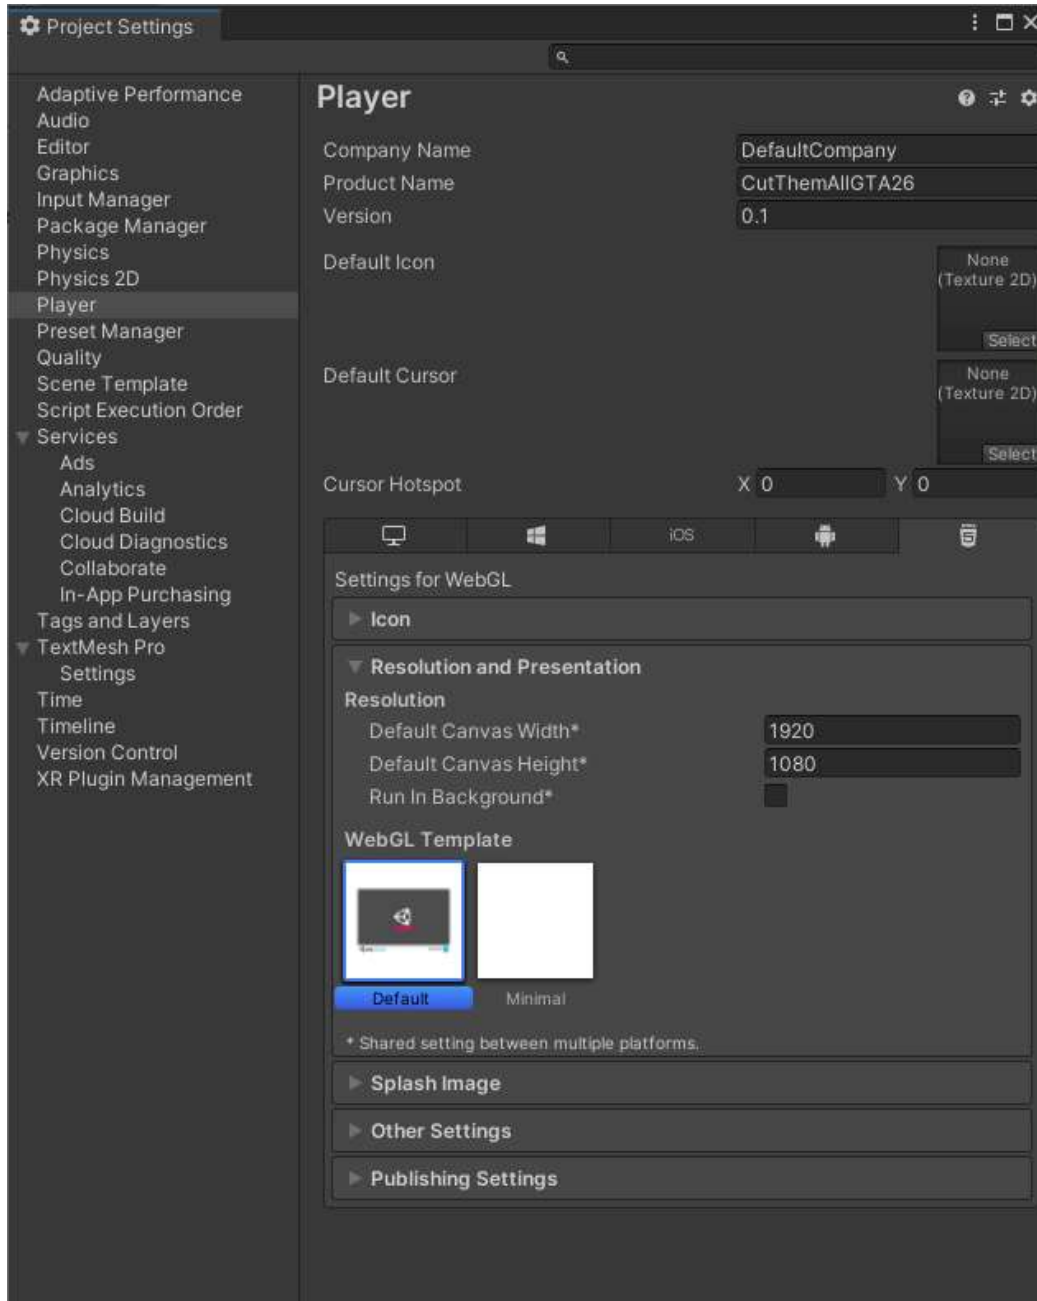 Project Settings
Adaptive Performance
Audio
Editor
Graphics
Input Manager
Package Manager
Physics
Physics 2D
Player
Preset Manager
Quality
Scene Template
Script Execution Order
Services
Ads
Analytics
Cloud Build
Cloud Diagnostics
Collaborate
In-App Purchasing
Tags and Layers
TextMesh Pro
Settings
Time
Timeline
Version Control
XR Plugin Management
Player
Company Name DefaultCompany
Product Name CutThemAllGTA26
Version 0.1
Default Icon None
(Texture 2D)
Select
Default Cursor None
(Texture 2D)
Select
Cursor Hotspot X 0 Y 0
iOS
Settings for WebGL
Icon
Resolution and Presentation
Resolution
Default Canvas Width* 1920
Default Canvas Height* 1080
Run In Background*
WebGL Template
Default Minimal
* Shared setting between multiple platforms.
Splash Image
Other Settings
Publishing Settings